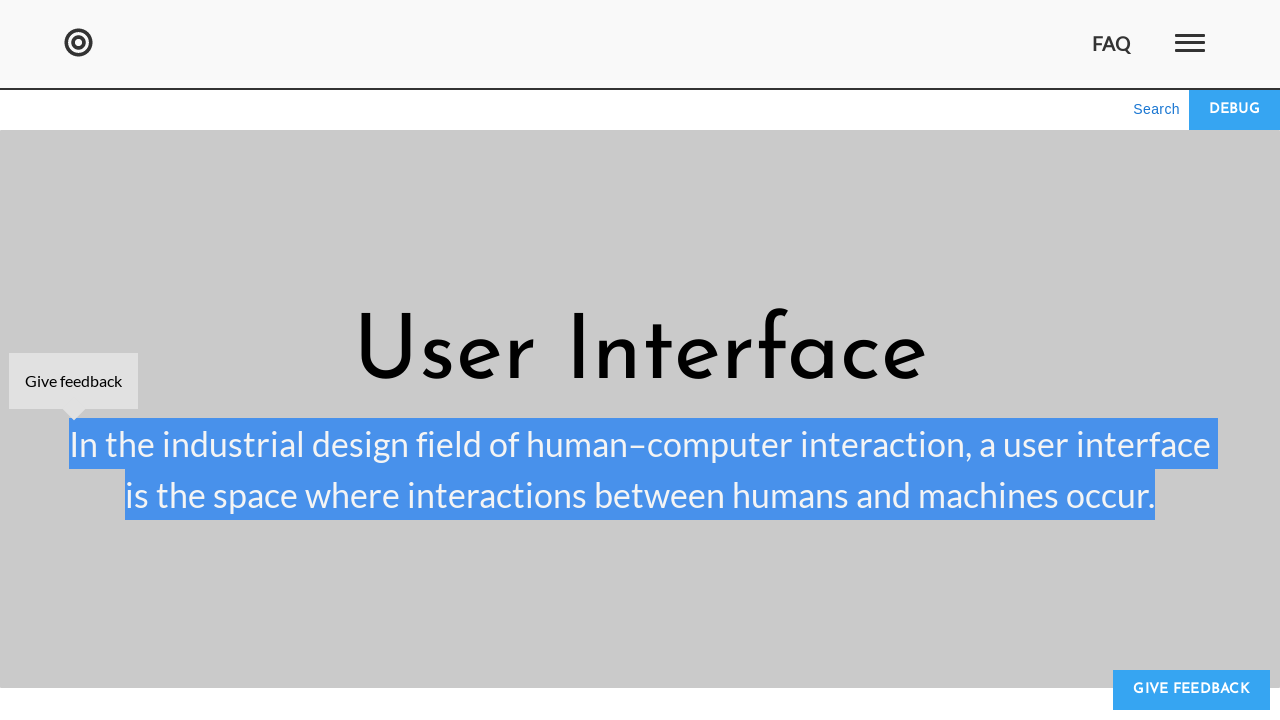 FAQ
Search
DEBUG
User Interface
Give feedback
In the industrial design field of human–computer interaction, a user interface
is the space where interactions between humans and machines occur.
GIVE FEEDBACK